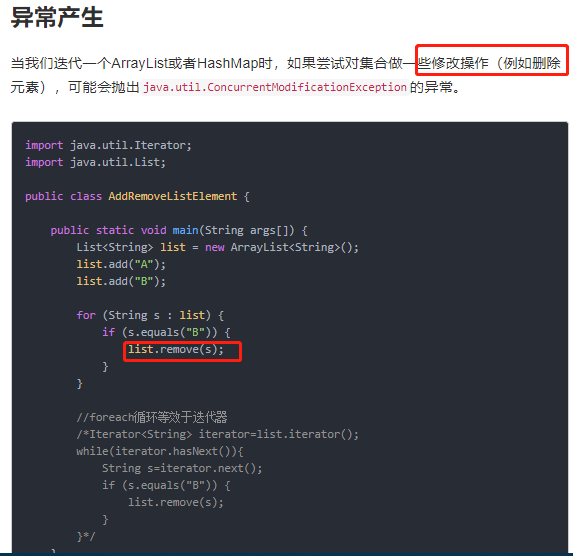 异常产生
当我们迭代一个ArrayList或者HashMap时，如果尝试对集合做一些修改操作（例如删除
元素），可能会抛出 java.util.ConcurrentModificationException 的异常。
import java.util.Iterator;
import java.util.List;
public class AddRemoveListElement {
public static void main(String args[]) {
List<String> list = new ArrayList<String>();
list.add("A");
list.add("B");
for (String s : list) {
if (s.equals("B")) {
list.remove(s);
}
}
//foreach循环等效于迭代器
/*Iterator<String> iterator=list.iterator();
while(iterator.hasNext()){
String s=iterator.next();
if (s.equals("B")) {
list.remove(s);
}
}*/